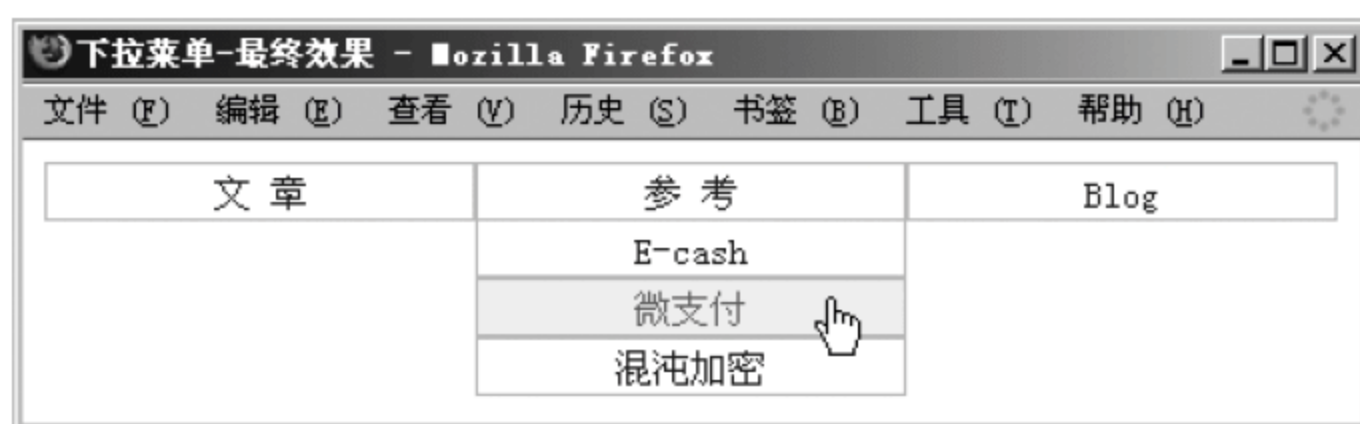 下拉菜单-最终效果 - Mozilla Firefox
文件 (F) 编辑 (E) 查看 (V) 历史 (S) 书签 (B) 工具 (T) 帮助 (H)
文 章 参 考 Blog
E-cash
微支付
混沌加密